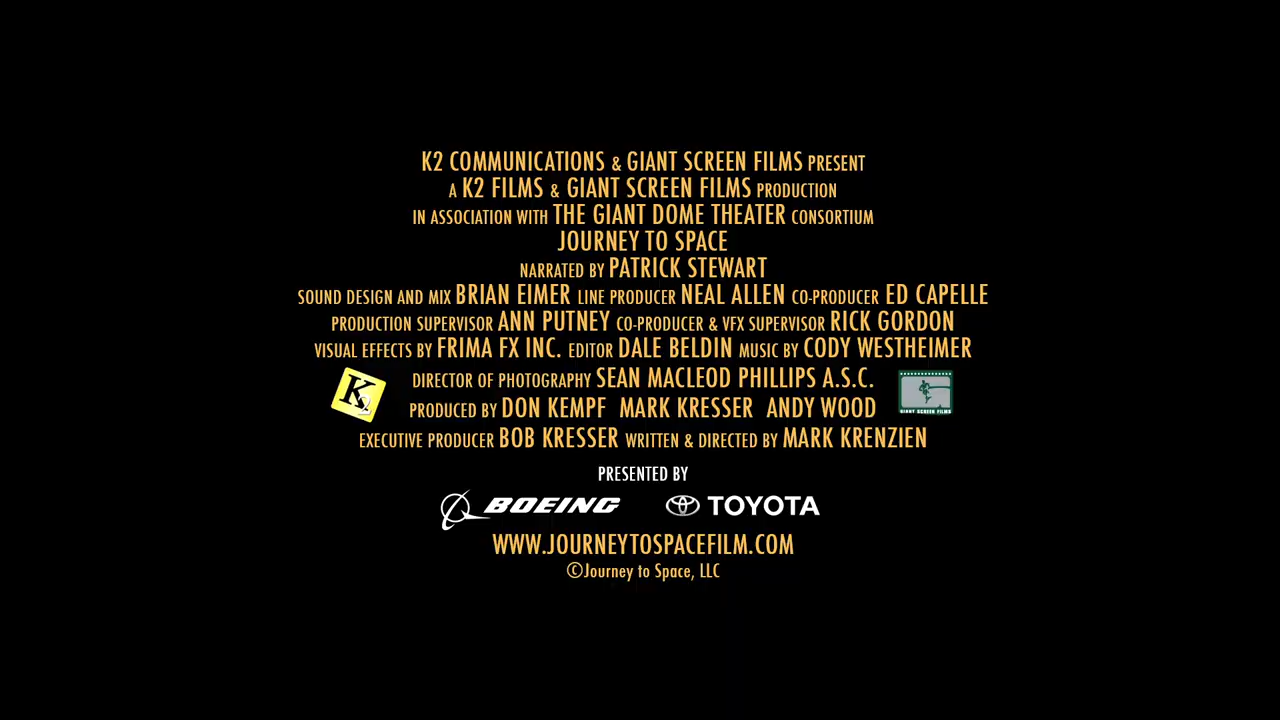 K2 COMMUNICATIONS & GIANT SCREEN FILMS PRESENT
A K2 FILMS & GIANT SCREEN FILMS PRODUCTION
IN ASSOCIATION WITH THE GIANT DOME THEATER CONSORTIUM
JOURNEY TO SPACE
NARRATED BY PATRICK STEWART
SOUND DESIGN AND MIX BRIAN EIMER LINE PRODUCER NEAL ALLEN CO-PRODUCER ED CAPELLE
PRODUCTION SUPERVISOR ANN PUTNEY CO-PRODUCER & VFX SUPERVISOR RICK GORDON
VISUAL EFFECTS BY FRIMA FX INC. EDITOR DALE BELDIN MUSIC BY CODY WESTHEIMER
K2
DIRECTOR OF PHOTOGRAPHY SEAN MACLEOD PHILLIPS A.S.C.
GIANT SCREEN FILMS
PRODUCED BY DON KEMPF MARK KRESSER ANDY WOOD
EXECUTIVE PRODUCER BOB KRESSER WRITTEN & DIRECTED BY MARK KRENZIEN
PRESENTED BY
BOEING TOYOTA
WWW.JOURNEYTOSPACEFILM.COM
©Journey to Space, LLC